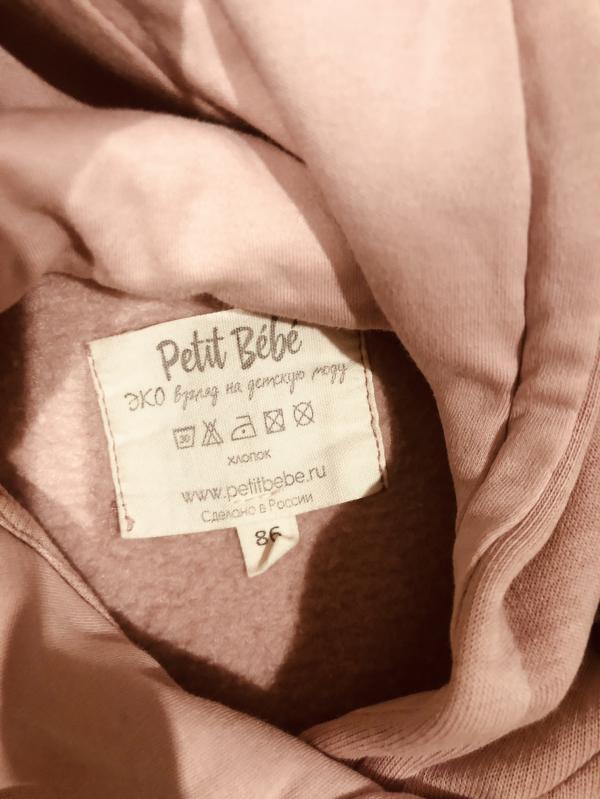 Petit Bébé
ЭКО взгляд на детскую моду
30
хлопок
www.petitbebe.ru
Сделано в России
86